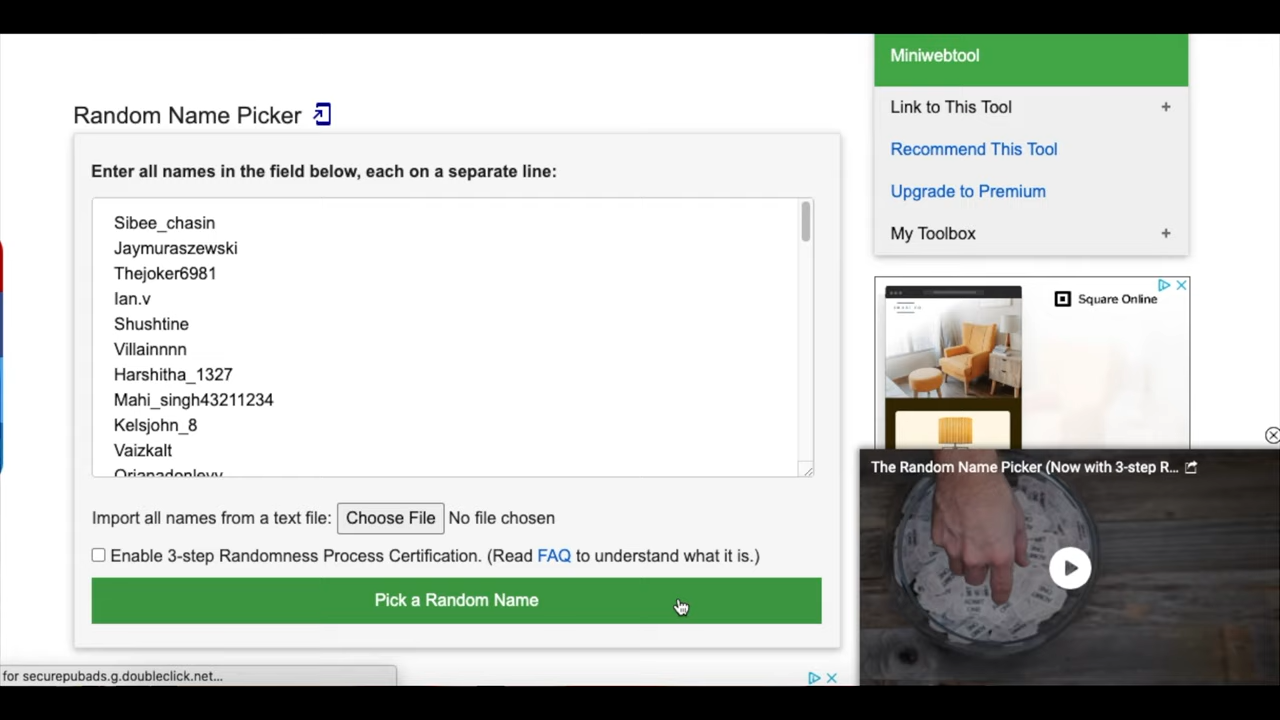 Miniwebtool
Random Name Picker
Link to This Tool +
Recommend This Tool
Enter all names in the field below, each on a separate line:
Upgrade to Premium
Sibee_chasin
My Toolbox +
Jaymuraszewski
Thejoker6981
Ian.v
Square Online
Shushtine
Villainnnn
Harshitha_1327
Mahi_singh43211234
Kelsjohn_8
Vaizkalt
Orianadonlevy
The Random Name Picker (Now with 3-step R...
Import all names from a text file: Choose File No file chosen
Enable 3-step Randomness Process Certification. (Read FAQ to understand what it is.)
Pick a Random Name
for securepubads.g.doubleclick.net...